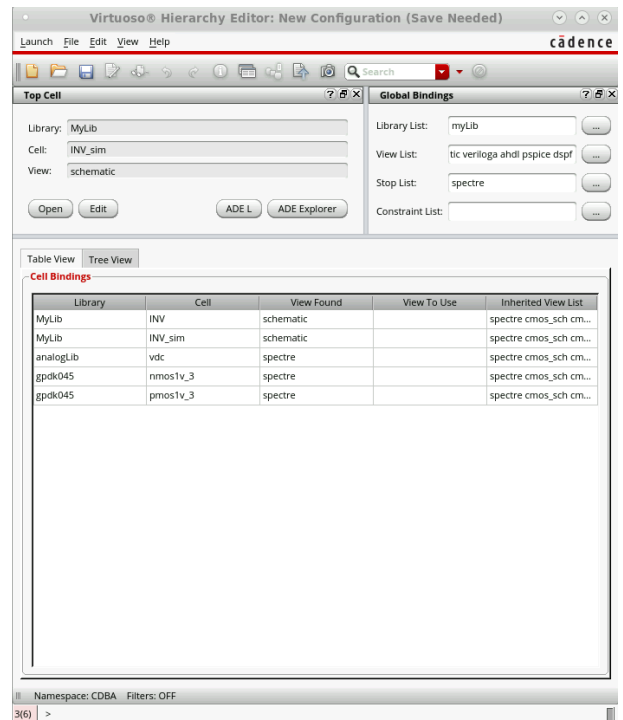 Virtuoso® Hierarchy Editor: New Configuration (Save Needed)
Launch File Edit View Help
cādence
Search
Top Cell
Library: MyLib
Cell: INV_sim
View: schematic
Open Edit ADE L ADE Explorer
Global Bindings
Library List: myLib ...
View List: tic veriloga ahdl pspice dspf ...
Stop List: spectre ...
Constraint List: ...
Table View Tree View
Cell Bindings
Library Cell View Found View To Use Inherited View List
MyLib INV schematic spectre cmos_sch cm...
MyLib INV_sim schematic spectre cmos_sch cm...
analogLib vdc spectre spectre cmos_sch cm...
gpdk045 nmos1v_3 spectre spectre cmos_sch cm...
gpdk045 pmos1v_3 spectre spectre cmos_sch cm...
Namespace: CDBA Filters: OFF
3(6) >